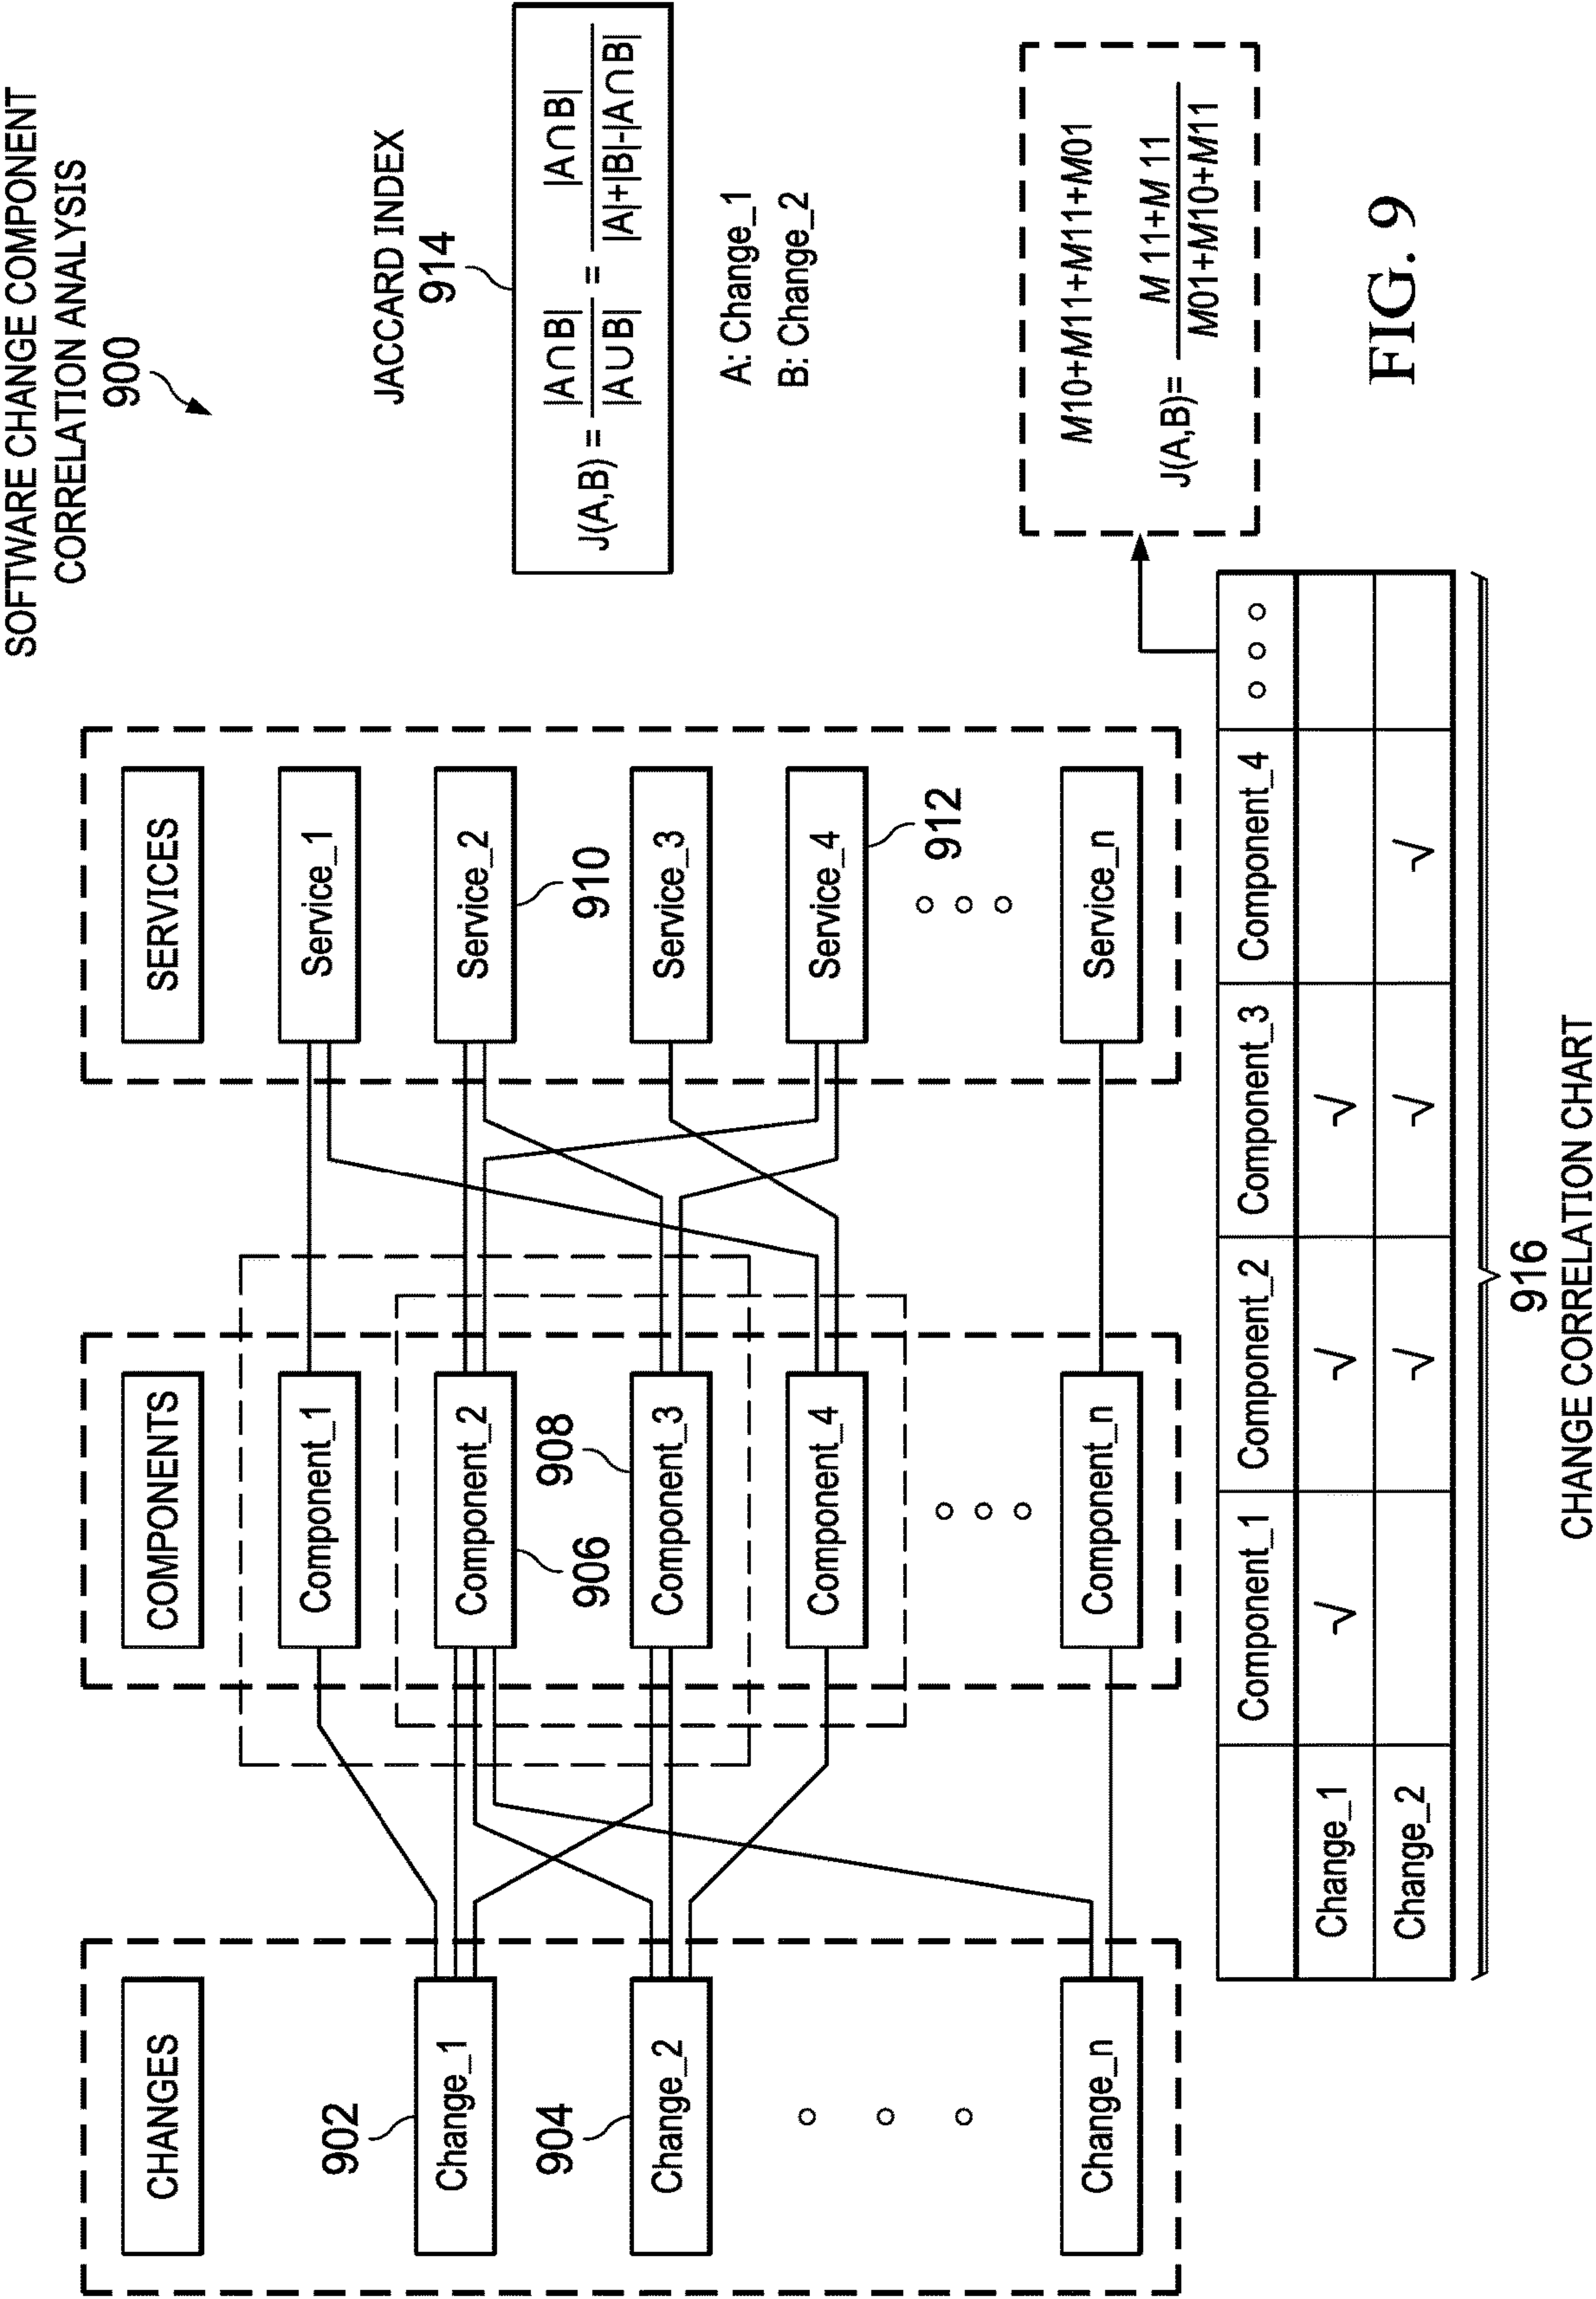 SOFTWARE CHANGE COMPONENT
CORRELATION ANALYSIS
900
CHANGES
COMPONENTS
SERVICES
902
Change_1
904
Change_2
Change_n
Component_1
Component_2
906
908
Component_3
Component_4
Component_n
Service_1
Service_2
910
Service_3
Service_4
912
Service_n
JACCARD INDEX
914
J(A,B) = |A∩B| / |A∪B| = |A∩B| / |A|+|B|-|A∩B|
A: Change_1
B: Change_2
M10+M11+M11+M01
J(A,B)= M 11+M 11 / M01+M10+M11
Component_1 Component_2 Component_3 Component_4 ○ ○ ○
Change_1 √ √ √
Change_2 √ √ √
916
CHANGE CORRELATION CHART
FIG. 9